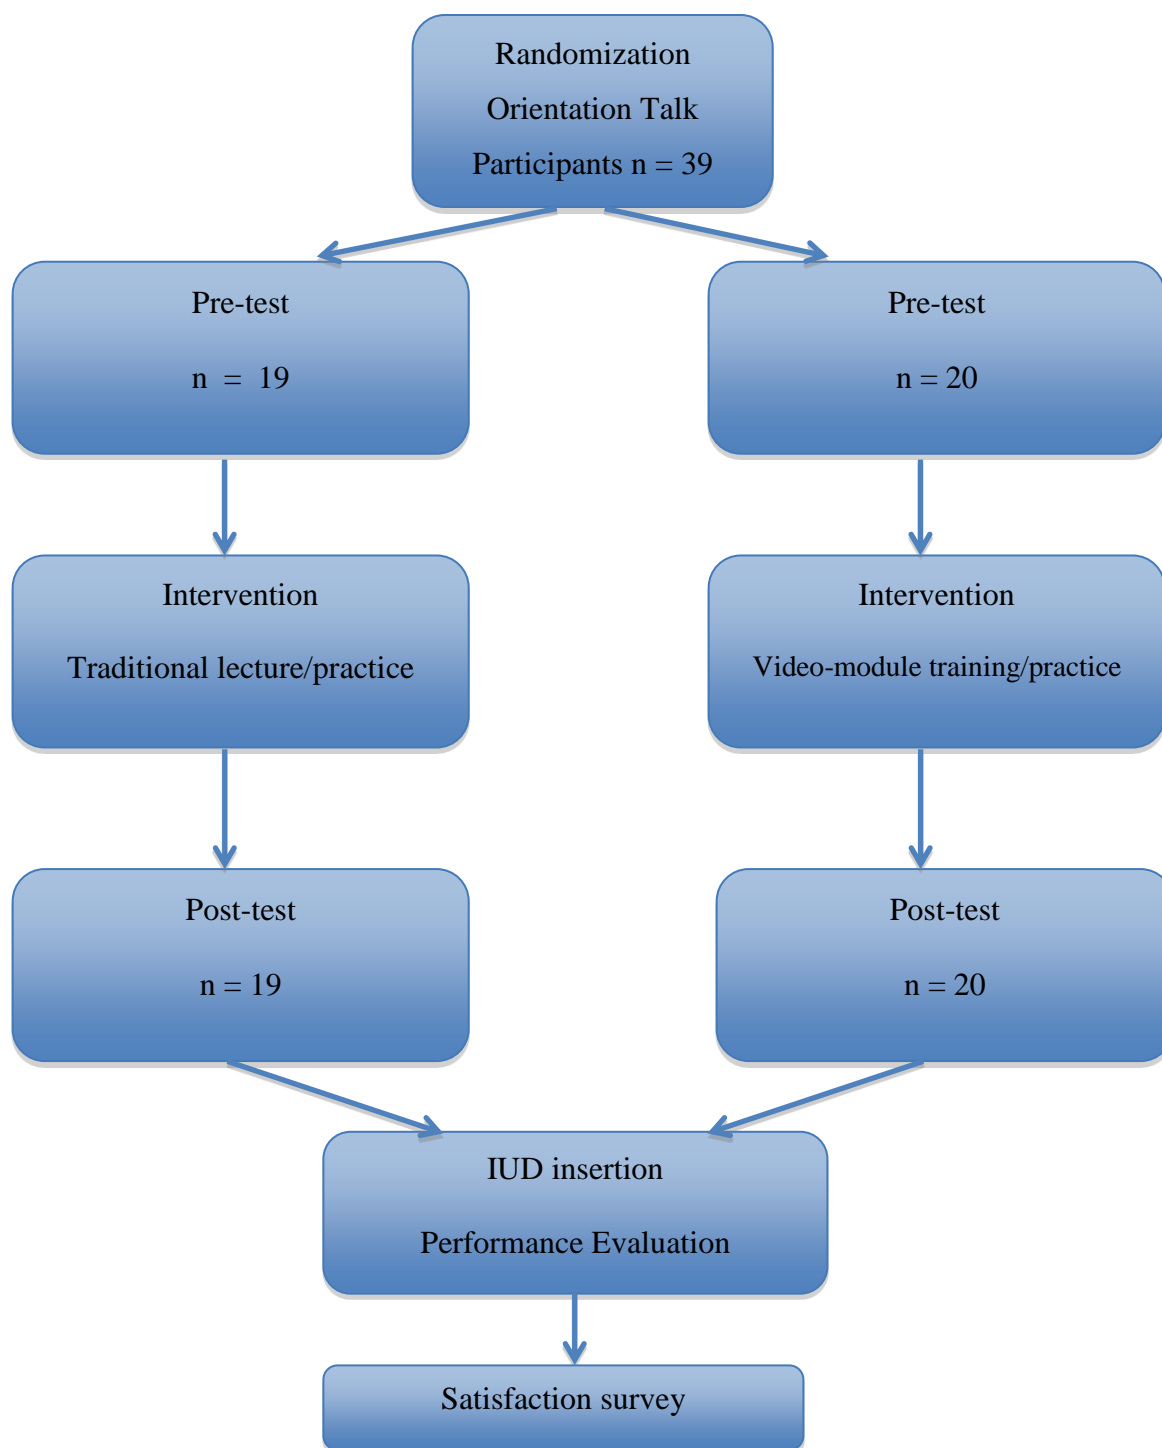 Randomization
Orientation Talk
Participants n = 39
Pre-test
n = 19
Pre-test
n = 20
Intervention
Traditional lecture/practice
Intervention
Video-module training/practice
Post-test
n = 19
Post-test
n = 20
IUD insertion
Performance Evaluation
Satisfaction survey